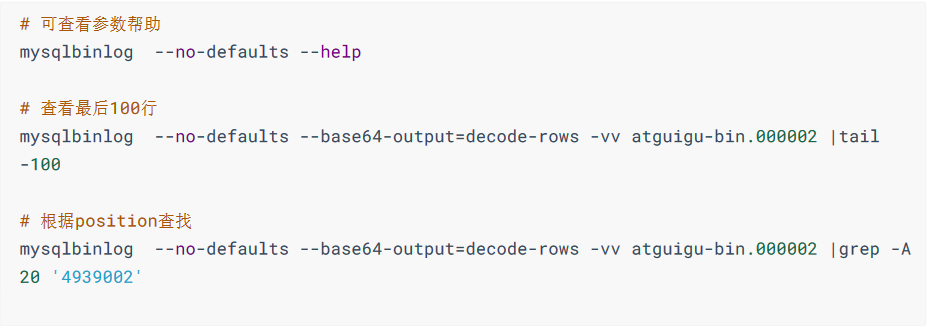 # 可查看参数帮助
mysqlbinlog  --no-defaults --help
# 查看最后100行
mysqlbinlog  --no-defaults --base64-output=decode-rows -vv atguigu-bin.000002 |tail
-100
# 根据position查找
mysqlbinlog  --no-defaults --base64-output=decode-rows -vv atguigu-bin.000002 |grep -A
20 '4939002'